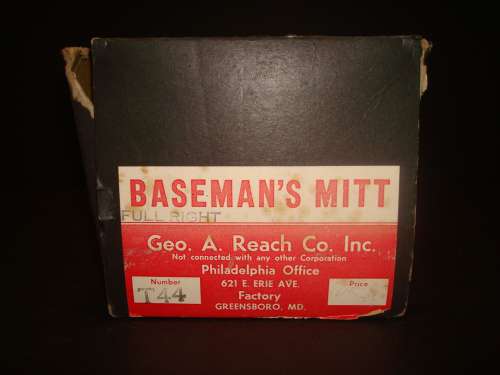 BASEMAN'S MITT
FULL RIGHT
Geo. A. Reach Co. Inc.
Not connected with any other Corporation
Philadelphia Office
621 E. ERIE AVE.
Number Factory Price
T44 GREENSBORO, MD.